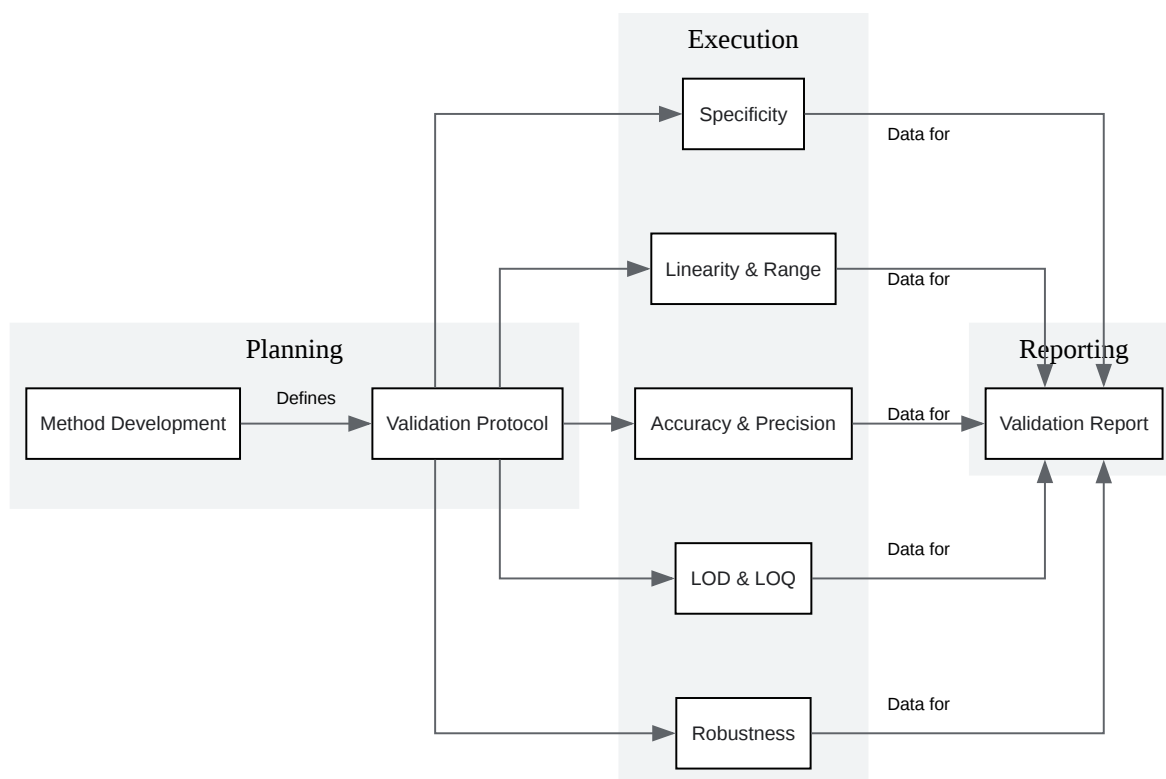 Execution
Specificity
Data for
Linearity & Range
Data for
Planning
Reporting
Defines
Method Development
Validation Protocol
Accuracy & Precision
Data for
Validation Report
Data for
LOD & LOQ
Data for
Robustness